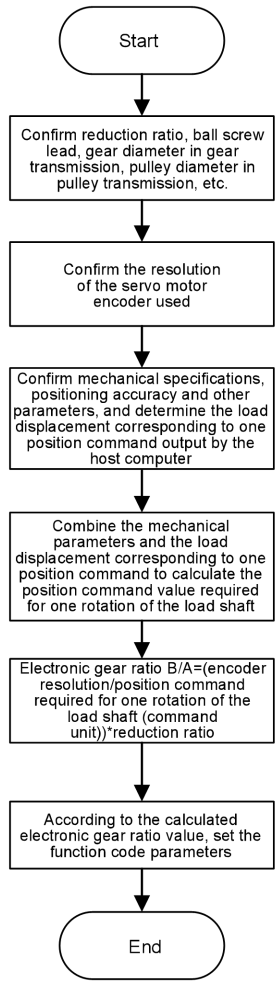 Start
Confirm reduction ratio, ball screw
lead, gear diameter in gear
transmission, pulley diameter in
pulley transmission, etc.
Confirm the resolution
of the servo motor
encoder used
Confirm mechanical specifications,
positioning accuracy and other
parameters, and determine the load
displacement corresponding to one
position command output by the
host computer
Combine the mechanical
parameters and the load
displacement corresponding to one
position command to calculate the
position command value required
for one rotation of the load shaft
Electronic gear ratio B/A=(encoder
resolution/position command
required for one rotation of the
load shaft (command
unit))*reduction ratio
According to the calculated
electronic gear ratio value, set the
function code parameters
End